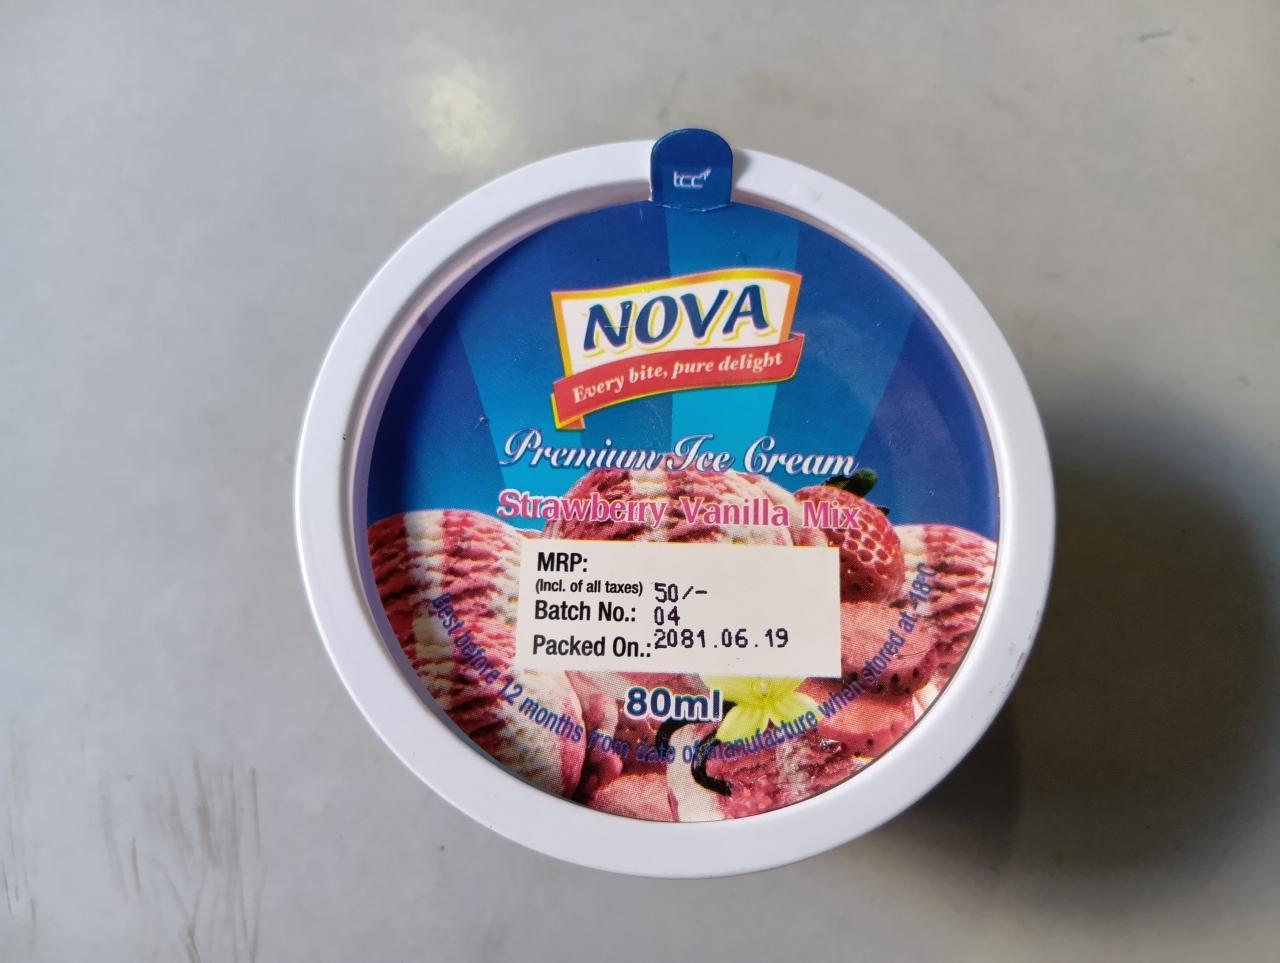 tcc
NOVA
Every bite, pure delight
Premium Ice Cream
Strawberry Vanilla Mix
MRP:
(Incl. of all taxes) 50/-
Batch No.: 04
Packed On.: 2081.06.19
80ml
Best before 12 months from date of manufacture when stored at -18°C